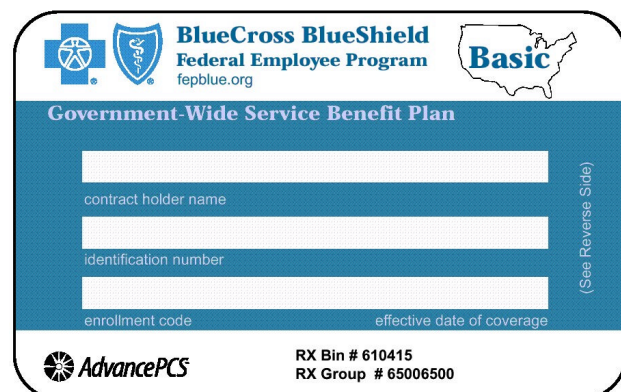 BlueCross BlueShield
Federal Employee Program
fepblue.org
Basic
Government-Wide Service Benefit Plan
contract holder name
identification number
enrollment code effective date of coverage
(See Reverse Side)
AdvancePCS
RX Bin # 610415
RX Group # 65006500